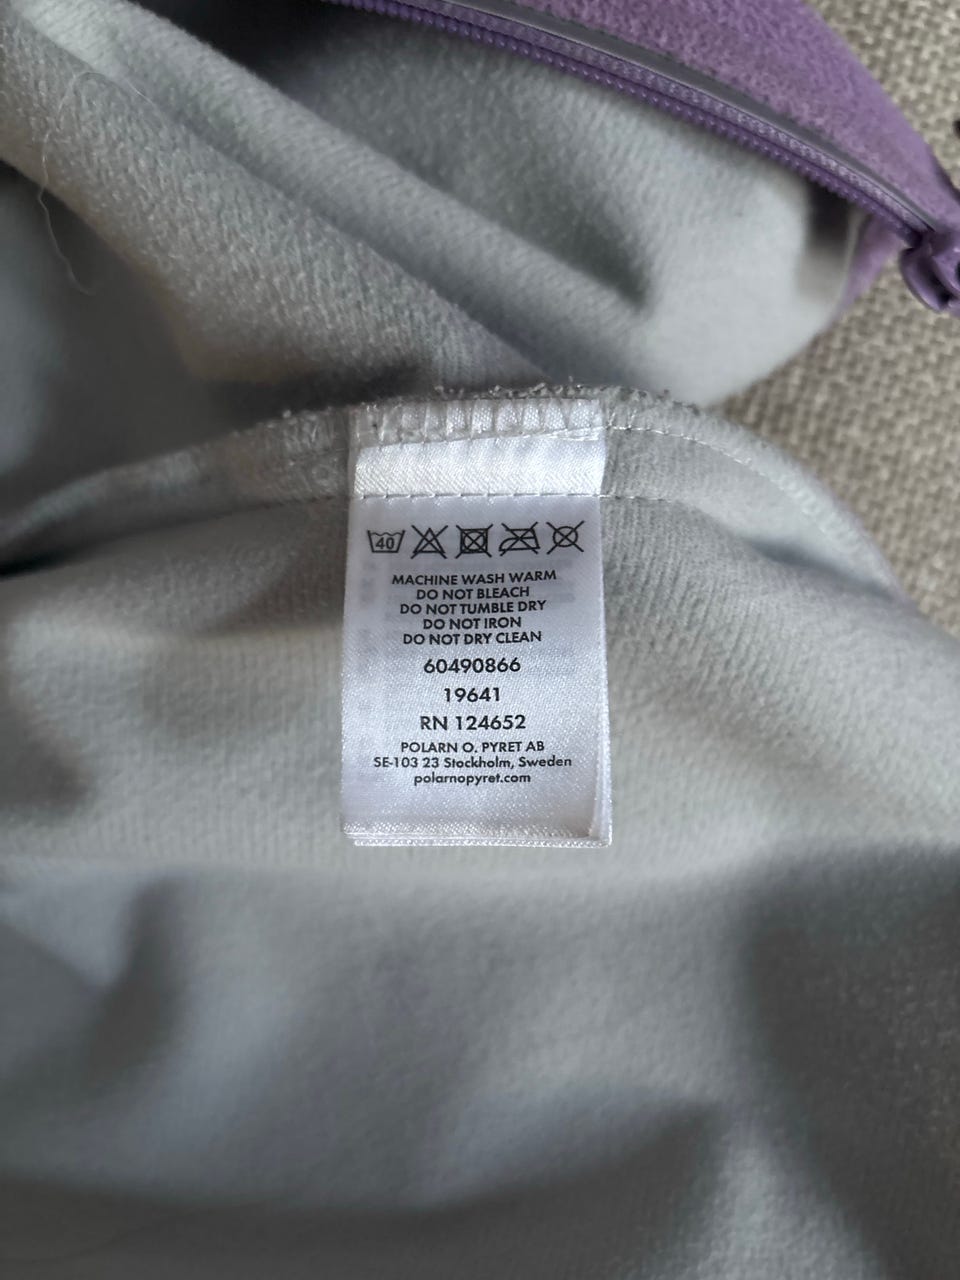 40
MACHINE WASH WARM
DO NOT BLEACH
DO NOT TUMBLE DRY
DO NOT IRON
DO NOT DRY CLEAN
60490866
19641
RN 124652
POLARN O. PYRET AB
SE-103 23 Stockholm, Sweden
polarnopyret.com